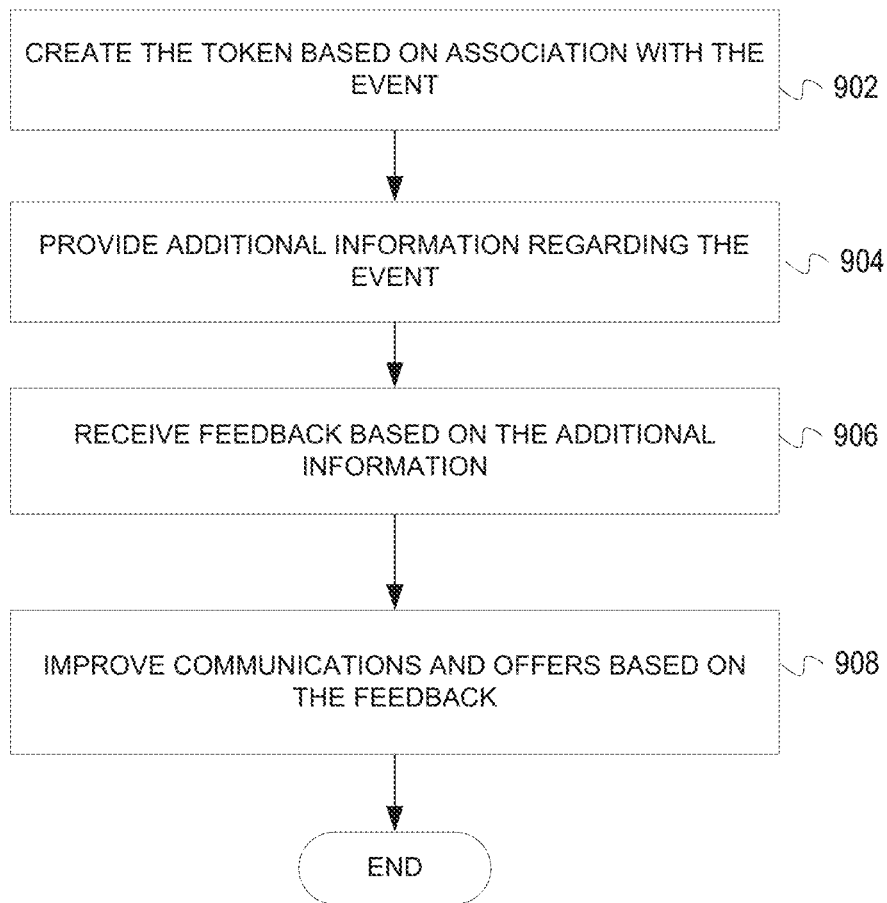 CREATE THE TOKEN BASED ON ASSOCIATION WITH THE
EVENT
902
PROVIDE ADDITIONAL INFORMATION REGARDING THE
EVENT
904
RECEIVE FEEDBACK BASED ON THE ADDITIONAL
INFORMATION
906
IMPROVE COMMUNICATIONS AND OFFERS BASED ON
THE FEEDBACK
908
END